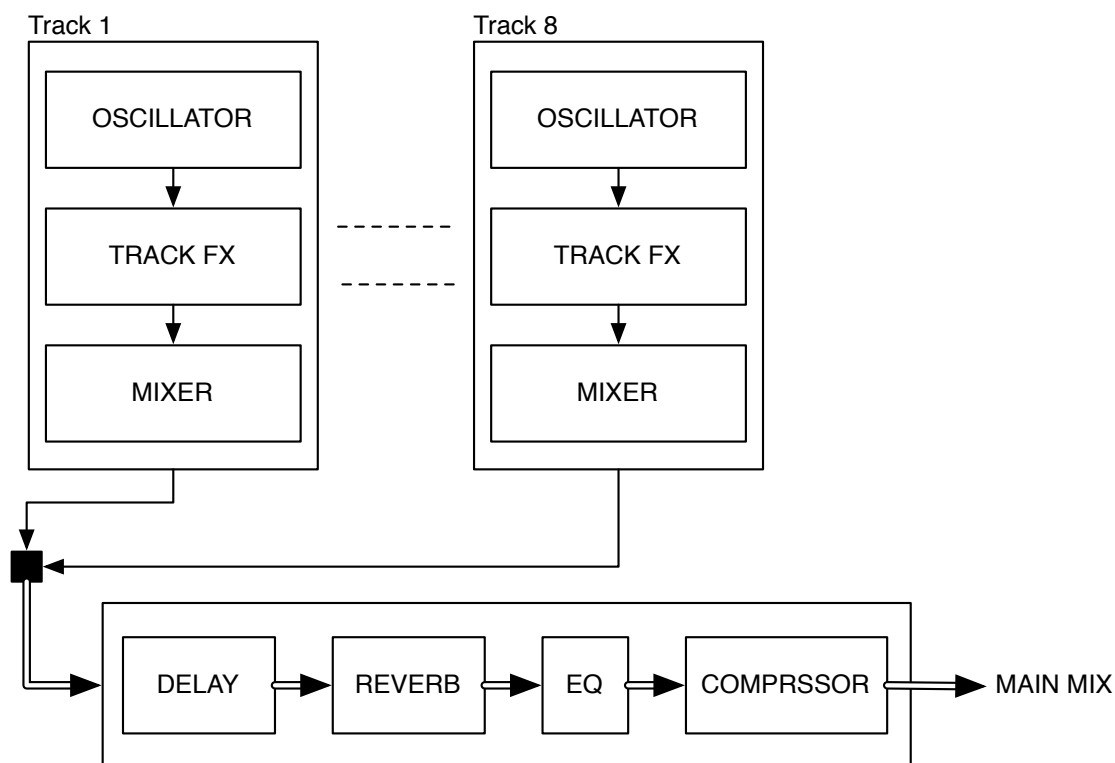 Track 1
OSCILLATOR
TRACK FX
MIXER
Track 8
OSCILLATOR
TRACK FX
MIXER
DELAY
REVERB
EQ
COMPRSSOR
MAIN MIX